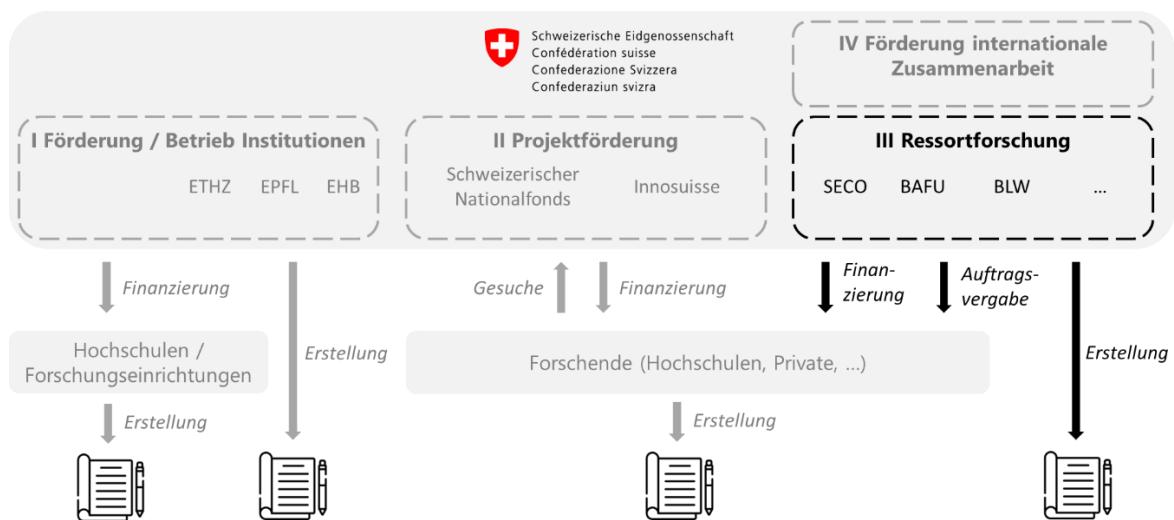 Schweizerische Eidgenossenschaft
Confédération suisse
Confederazione Svizzera
Confederaziun svizra
IV Förderung internationale
Zusammenarbeit
I Förderung / Betrieb Institutionen
ETHZ EPFL EHB
II Projektförderung
Schweizerischer
Nationalfonds
Innosuisse
III Ressortforschung
SECO BAFU BLW ...
Finanzierung
Gesuche
Finanzierung
Finan-
zierung
Auftrags-
vergabe
Hochschulen /
Forschungseinrichtungen
Erstellung
Forschende (Hochschulen, Private, ...)
Erstellung
Erstellung
Erstellung